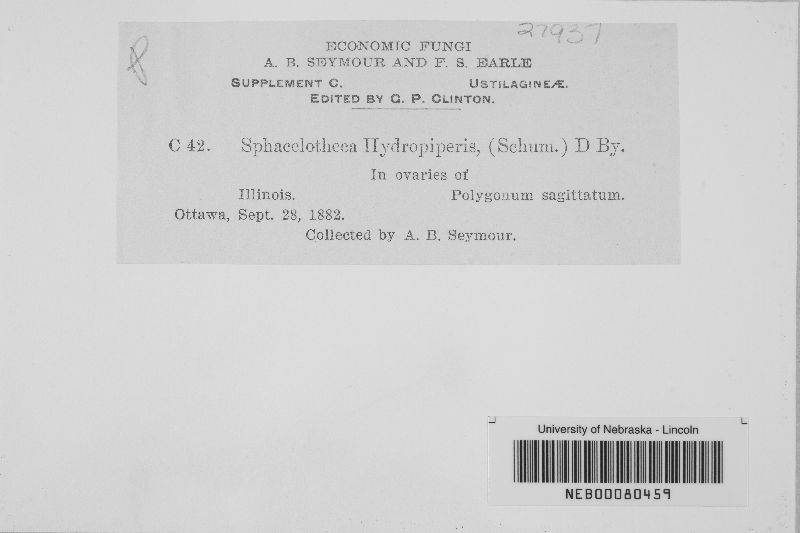 27937
8
ECONOMIC FUNGI
A. B. SEYMOUR AND F. S. EARLE
SUPPLEMENT C. USTILAGINEÆ.
EDITED BY G. P. CLINTON.
C 42. Sphacelotheca Hydropiperis, (Schum.) D By.
In ovaries of
Illinois. Polygonum sagittatum.
Ottawa, Sept. 28, 1882.
Collected by A. B. Seymour.
University of Nebraska - Lincoln
NEB00080459